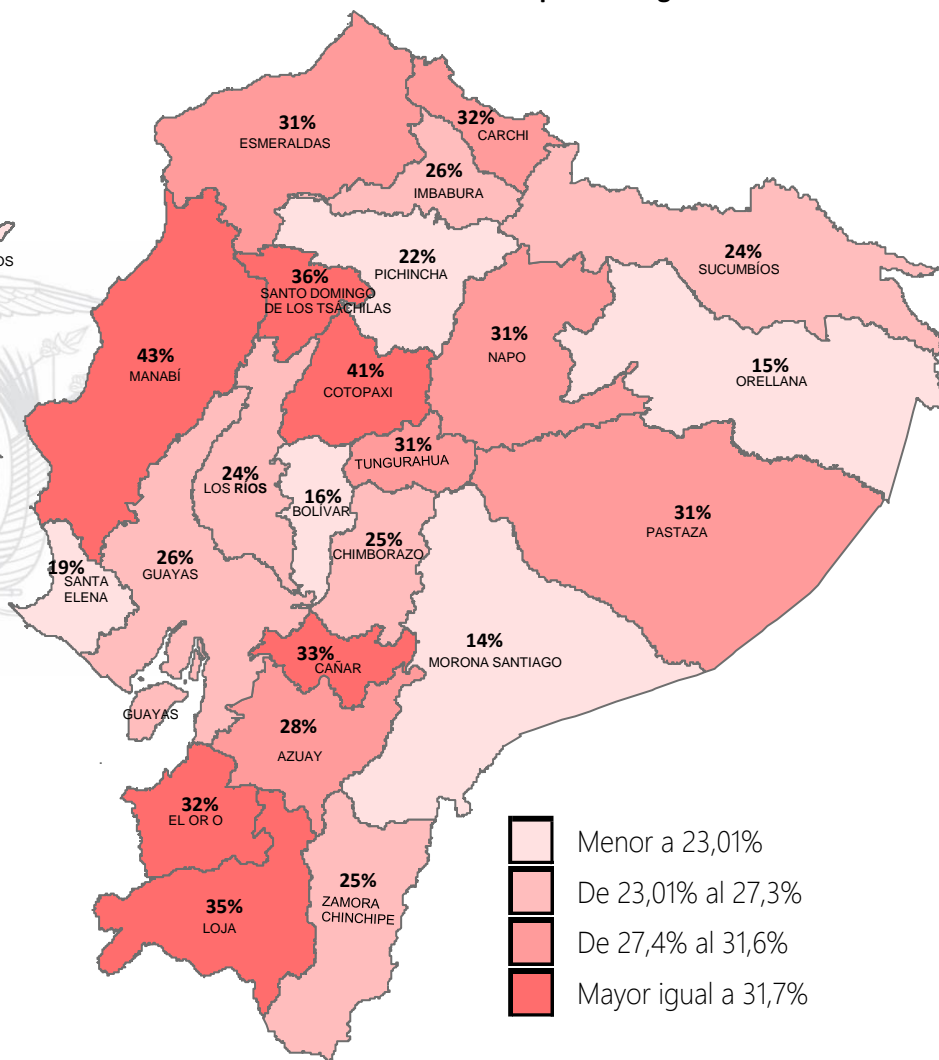 31%
ESMERALDAS
32%
CARCHI
26%
IMBABURA
OS
22%
PICHINCHA
24%
SUCUMBÍOS
36%
SANTO DOMINGO
DE LOS TSÁCHILAS
31%
NAPO
43%
MANABÍ
41%
COTOPAXI
15%
ORELLANA
31%
TUNGURAHUA
24%
LOS RÍOS
16%
BOLÍVAR
31%
PASTAZA
25%
CHIMBORAZO
26%
GUAYAS
19%
SANTA
ELENA
14%
MORONA SANTIAGO
33%
CAÑAR
GUAYAS
28%
AZUAY
32%
EL OR O
25%
ZAMORA
CHINCHIPE
35%
LOJA
Menor a 23,01%
De 23,01% al 27,3%
De 27,4% al 31,6%
Mayor igual a 31,7%